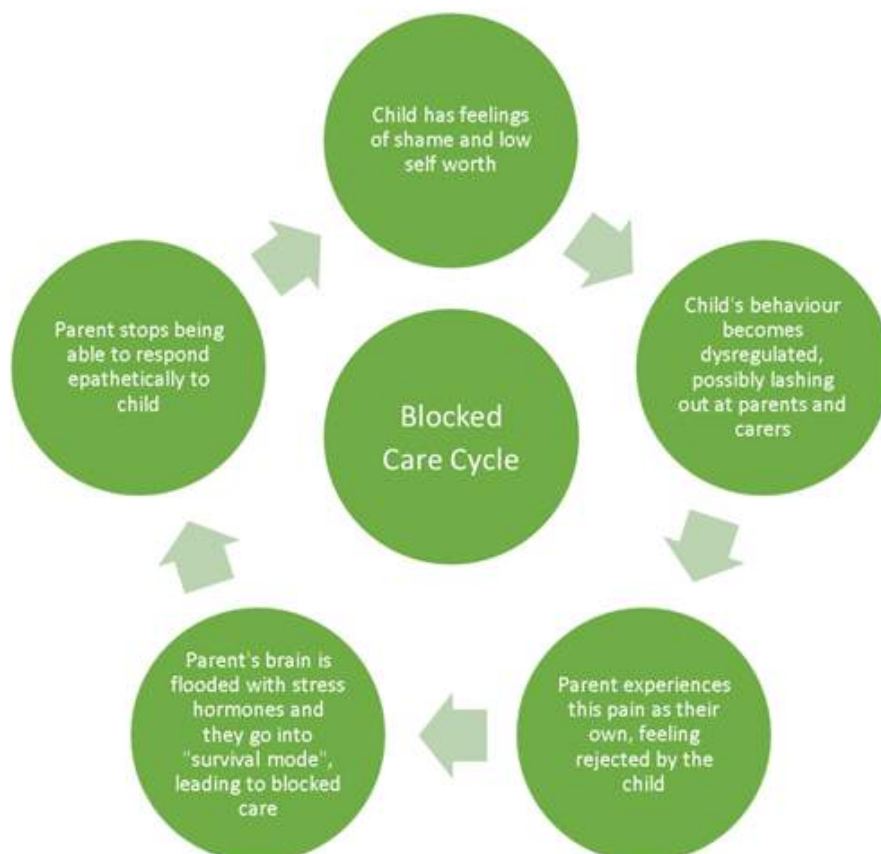 Child has feelings
of shame and low
self worth
Child's behaviour
becomes
dysregulated,
possibly lashing
out at parents and
carers
Parent experiences
this pain as their
own, feeling
rejected by the
child
Parent's brain is
flooded with stress
hormones and
they go into
"survival mode",
leading to blocked
care
Parent stops being
able to respond
epathetically to
child
Blocked
Care Cycle